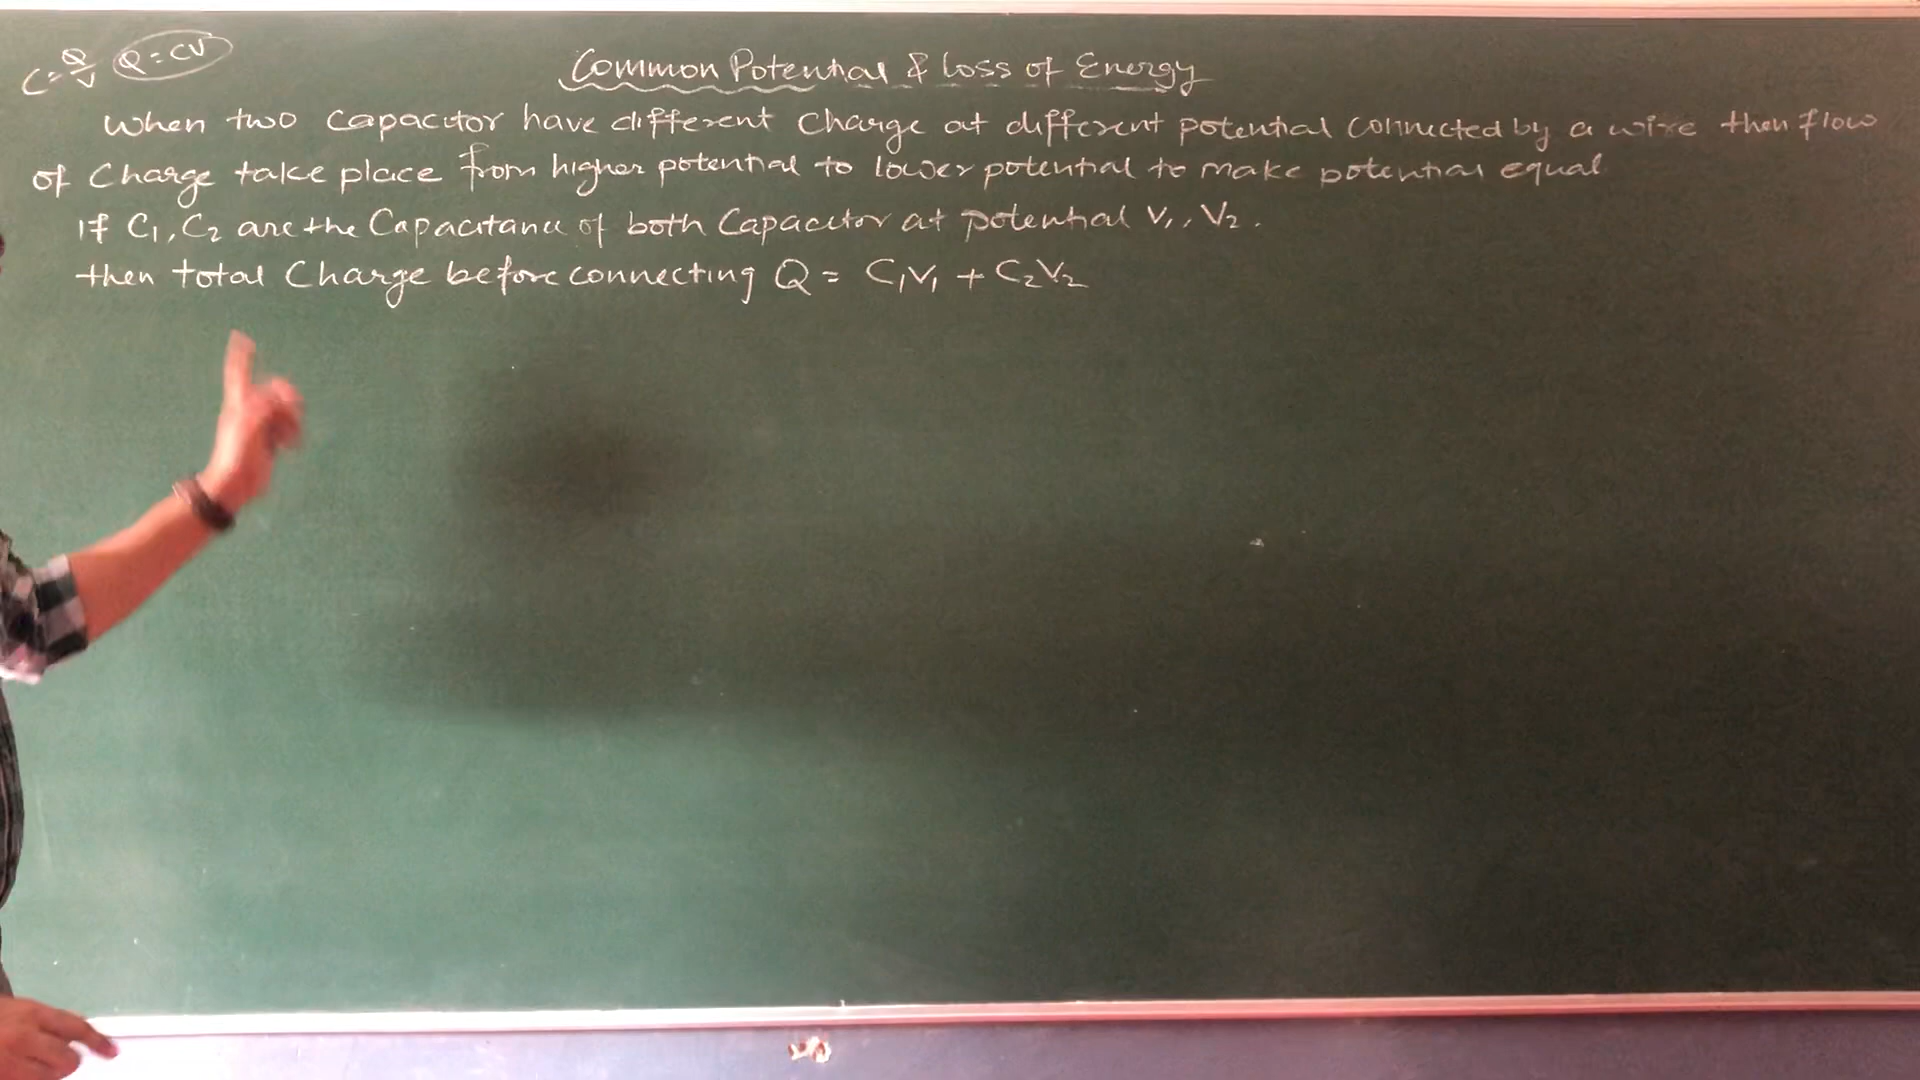 C=Q/V Q=CV
Common Potential & Loss of Energy
When two capacitor have different charge at different potential connected by a wire then flow
of charge take place from higher potential to lower potential to make potential equal
If C₁, C₂ are the Capacitance of both Capacitor at potential V₁, V₂.
then total Charge before connecting Q = C₁V₁ + C₂V₂